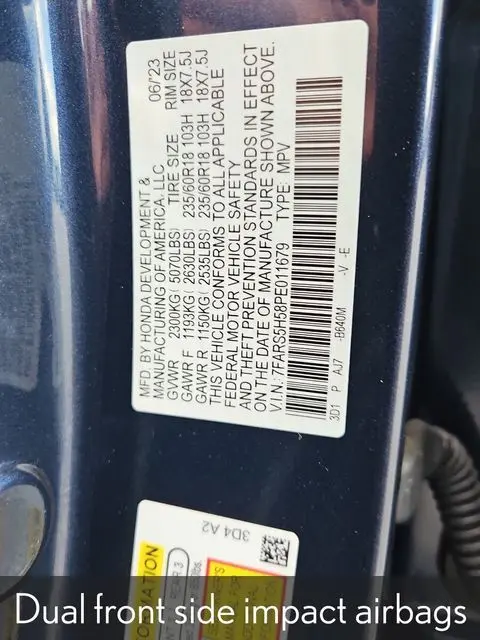 MFD. BY HONDA DEVELOPMENT &
MANUFACTURING OF AMERICA, LLC 06/23
TIRE SIZE RIM SIZE
GVWR 2300KG( 5070LBS)
GAWR F 1193KG( 2630LBS) 235/60R18 103H 18X7.5J
GAWR R 1150KG( 2535LBS) 235/60R18 103H 18X7.5J
THIS VEHICLE CONFORMS TO ALL APPLICABLE
FEDERAL MOTOR VEHICLE SAFETY
AND THEFT PREVENTION STANDARDS IN EFFECT
ON THE DATE OF MANUFACTURE SHOWN ABOVE.
V.I.N: 7FARS5H58PE011679 TYPE: MPV
3D1 P AJ7 -B640M -V -E
3D4 A2
REAR 3
Dual front side impact airbags